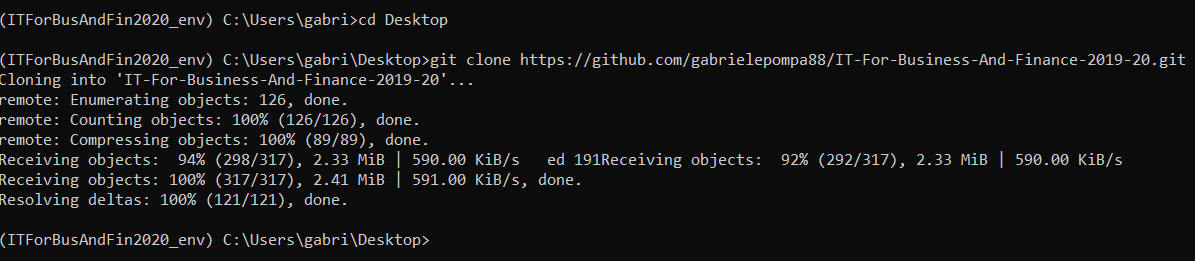 (ITForBusAndFin2020_env) C:\Users\gabri>cd Desktop
(ITForBusAndFin2020_env) C:\Users\gabri\Desktop>git clone https://github.com/gabrielepompa88/IT-For-Business-And-Finance-2019-20.git
Cloning into 'IT-For-Business-And-Finance-2019-20'...
remote: Enumerating objects: 126, done.
remote: Counting objects: 100% (126/126), done.
remote: Compressing objects: 100% (89/89), done.
Receiving objects:  94% (298/317), 2.33 MiB | 590.00 KiB/s   ed 191Receiving objects:  92% (292/317), 2.33 MiB | 590.00 KiB/s
Receiving objects: 100% (317/317), 2.41 MiB | 591.00 KiB/s, done.
Resolving deltas: 100% (121/121), done.
(ITForBusAndFin2020_env) C:\Users\gabri\Desktop>